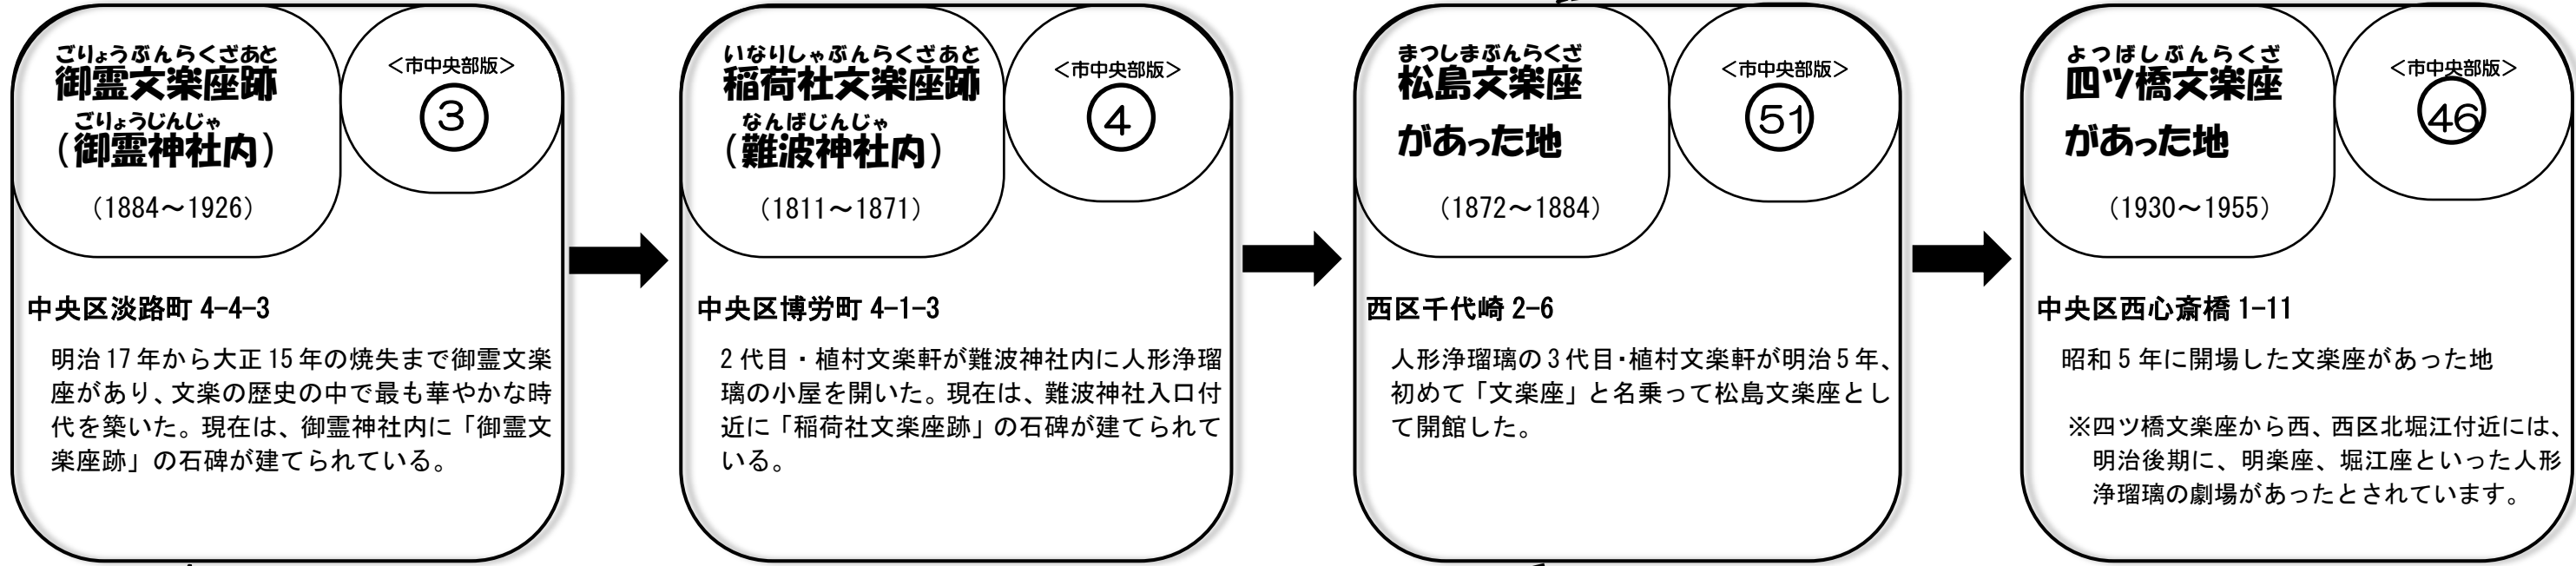 ごりょうぶんらくざあと
御霊文楽座跡
ごりょうじんじゃ
（御霊神社内）
（1884～1926）
＜市中央部版＞
3
中央区淡路町 4-4-3
明治 17 年から大正 15 年の焼失まで御霊文楽
座があり、文楽の歴史の中で最も華やかな時
代を築いた。現在は、御霊神社内に「御霊文
楽座跡」の石碑が建てられている。
いなりしゃぶんらくざあと
稲荷社文楽座跡
なんばじんじゃ
（難波神社内）
（1811～1871）
＜市中央部版＞
4
中央区博労町 4-1-3
2 代目・植村文楽軒が難波神社内に人形浄瑠
璃の小屋を開いた。現在は、難波神社入口付
近に「稲荷社文楽座跡」の石碑が建てられて
いる。
まつしまぶんらくざ
松島文楽座
があった地
（1872～1884）
＜市中央部版＞
51
西区千代崎 2-6
人形浄瑠璃の 3 代目・植村文楽軒が明治 5 年、
初めて「文楽座」と名乗って松島文楽座とし
て開館した。
よつばしぶんらくざ
四ツ橋文楽座
があった地
（1930～1955）
＜市中央部版＞
46
中央区西心斎橋 1-11
昭和 5 年に開場した文楽座があった地
※四ツ橋文楽座から西、西区北堀江付近には、
明治後期に、明楽座、堀江座といった人形
浄瑠璃の劇場があったとされています。